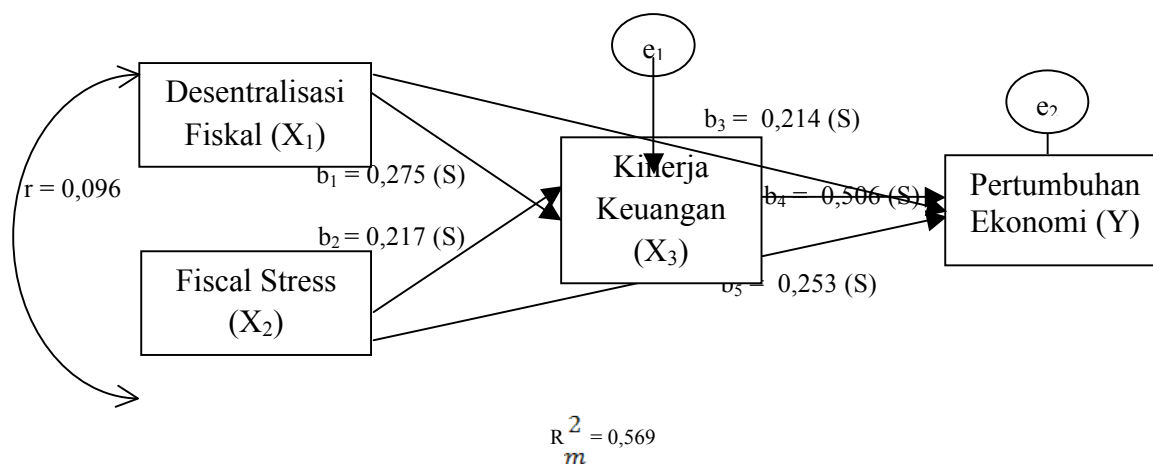 e₁
e₂
Desentralisasi
Fiskal (X₁)
b₃ = 0,214 (S)
r = 0,096
b₁ = 0,275 (S)
Kinerja
Keuangan
(X₃)
b₄ = 0,506 (S)
Pertumbuhan
Ekonomi (Y)
b₂ = 0,217 (S)
Fiscal Stress
(X₂)
b₅ = 0,253 (S)
R²ₘ = 0,569